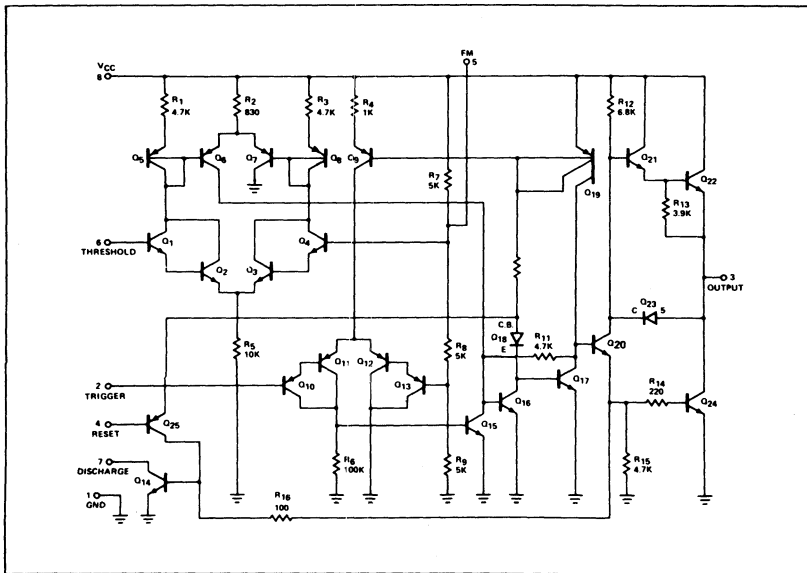 FM
5
VCC
8
R1
4.7K
R2
830
R3
4.7K
R4
1K
R12
6.8K
Q5
Q6
Q7
Q8
Q9
Q19
Q21
Q22
R7
5K
R13
3.9K
6
THRESHOLD
Q1
Q2
Q3
Q4
3
OUTPUT
Q23
C
5
C.B.
Q18
E
R11
4.7K
Q20
R5
10K
R8
5K
2
TRIGGER
Q10
Q11
Q12
Q13
Q17
Q16
R14
220
Q24
4
RESET
Q25
Q15
R6
100K
R9
5K
R15
4.7K
7
DISCHARGE
Q14
1
GND
R16
100